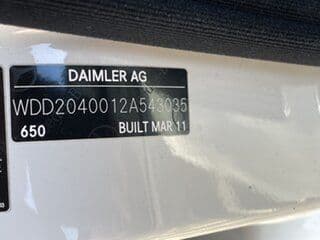 DAIMLER AG
WDD2040012A543035
650 BUILT MAR 11